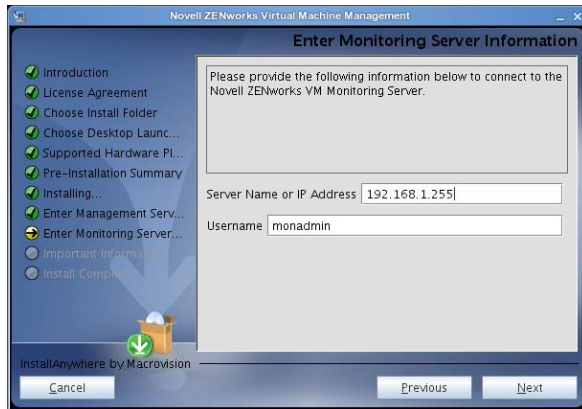 Novell ZENworks Virtual Machine Management
Enter Monitoring Server Information
Introduction
License Agreement
Choose Install Folder
Choose Desktop Launc...
Supported Hardware Pl...
Pre-Installation Summary
Installing...
Enter Management Serv...
Enter Monitoring Server...
Important Information
Install Complete
Please provide the following information below to connect to the
Novell ZENworks VM Monitoring Server.
Server Name or IP Address 192.168.1.255
Username monadmin
InstallAnywhere by Macrovision
Cancel
Previous
Next